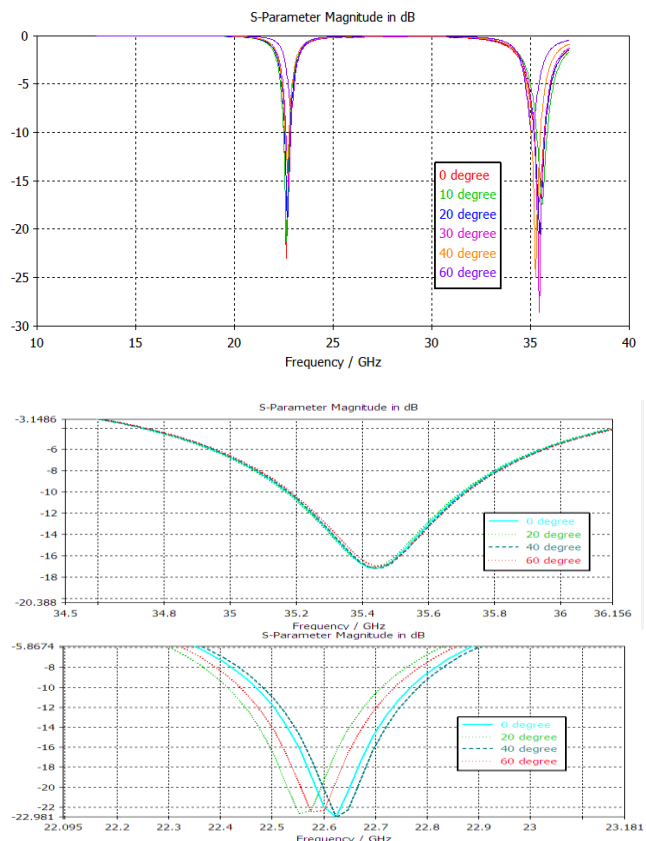 S-Parameter Magnitude in dB
0
-5
-10
-15
-20
-25
-30
0 degree
10 degree
20 degree
30 degree
40 degree
60 degree
10 15 20 25 30 35 40
Frequency / GHz
S-Parameter Magnitude in dB
-3.1486
-6
-8
-10
-12
-14
-16
-18
-20.388
0 degree
20 degree
40 degree
60 degree
34.5 34.8 35 35.2 35.4 35.6 35.8 36 36.156
Frequency / GHz
S-Parameter Magnitude in dB
-5.8674
-8
-10
-12
-14
-16
-18
-20
-22
-22.981
0 degree
20 degree
40 degree
60 degree
22.095 22.2 22.3 22.4 22.5 22.6 22.7 22.8 22.9 23 23.181
Frequency / GHz